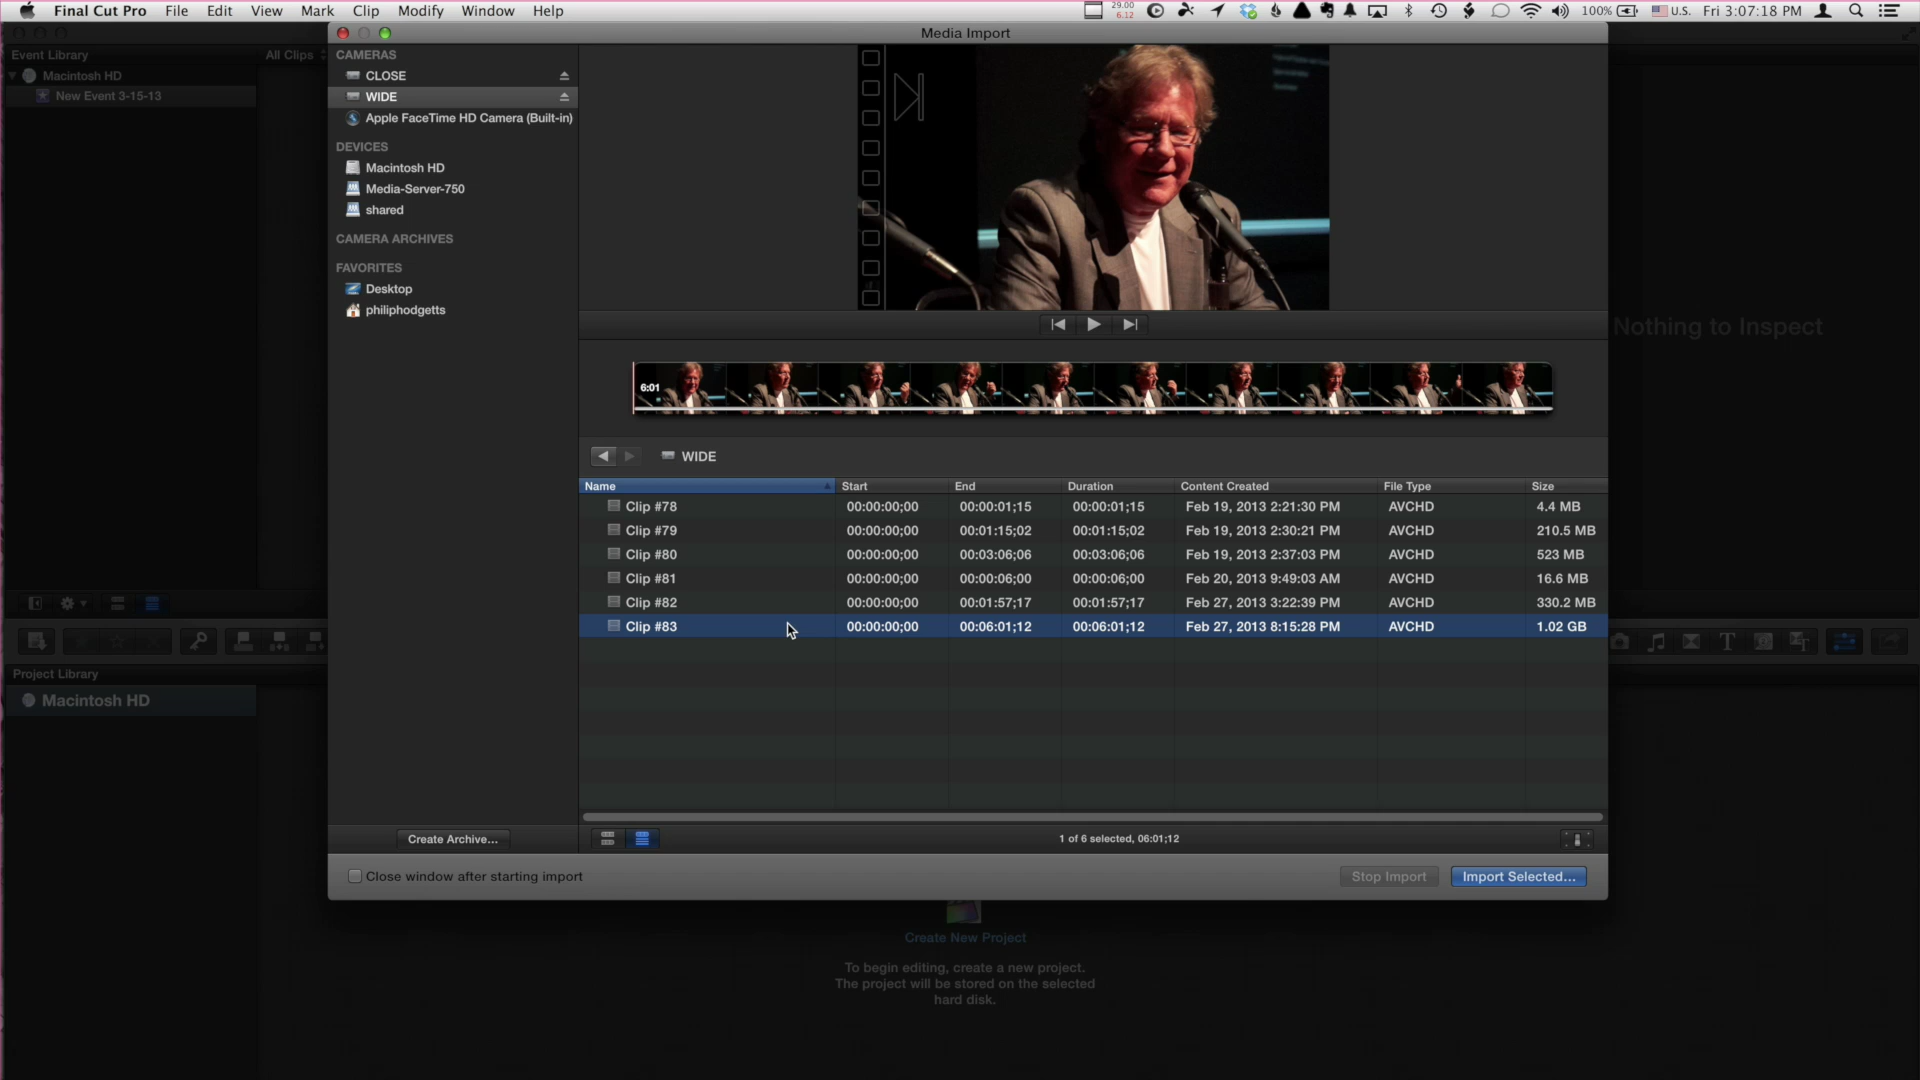 Final Cut Pro File Edit View Mark Clip Modify Window Help 29.00 6.12 100% U.S. Fri 3:07:18 PM
Media Import
Event Library All Clips
Macintosh HD
New Event 3-15-13
CAMERAS
CLOSE
WIDE
Apple FaceTime HD Camera (Built-in)
DEVICES
Macintosh HD
Media-Server-750
shared
CAMERA ARCHIVES
FAVORITES
Desktop
philiphodgetts
Nothing to Inspect
6:01
WIDE
Name Start End Duration Content Created File Type Size
Clip #78 00:00:00;00 00:00:01;15 00:00:01;15 Feb 19, 2013 2:21:30 PM AVCHD 4.4 MB
Clip #79 00:00:00;00 00:01:15;02 00:01:15;02 Feb 19, 2013 2:30:21 PM AVCHD 210.5 MB
Clip #80 00:00:00;00 00:03:06;06 00:03:06;06 Feb 19, 2013 2:37:03 PM AVCHD 523 MB
Clip #81 00:00:00;00 00:00:06;00 00:00:06;00 Feb 20, 2013 9:49:03 AM AVCHD 16.6 MB
Clip #82 00:00:00;00 00:01:57;17 00:01:57;17 Feb 27, 2013 3:22:39 PM AVCHD 330.2 MB
Clip #83 00:00:00;00 00:06:01;12 00:06:01;12 Feb 27, 2013 8:15:28 PM AVCHD 1.02 GB
Project Library
Macintosh HD
Create Archive...
1 of 6 selected, 06:01;12
Close window after starting import
Stop Import
Import Selected...
Create New Project
To begin editing, create a new project.
The project will be stored on the selected
hard disk.